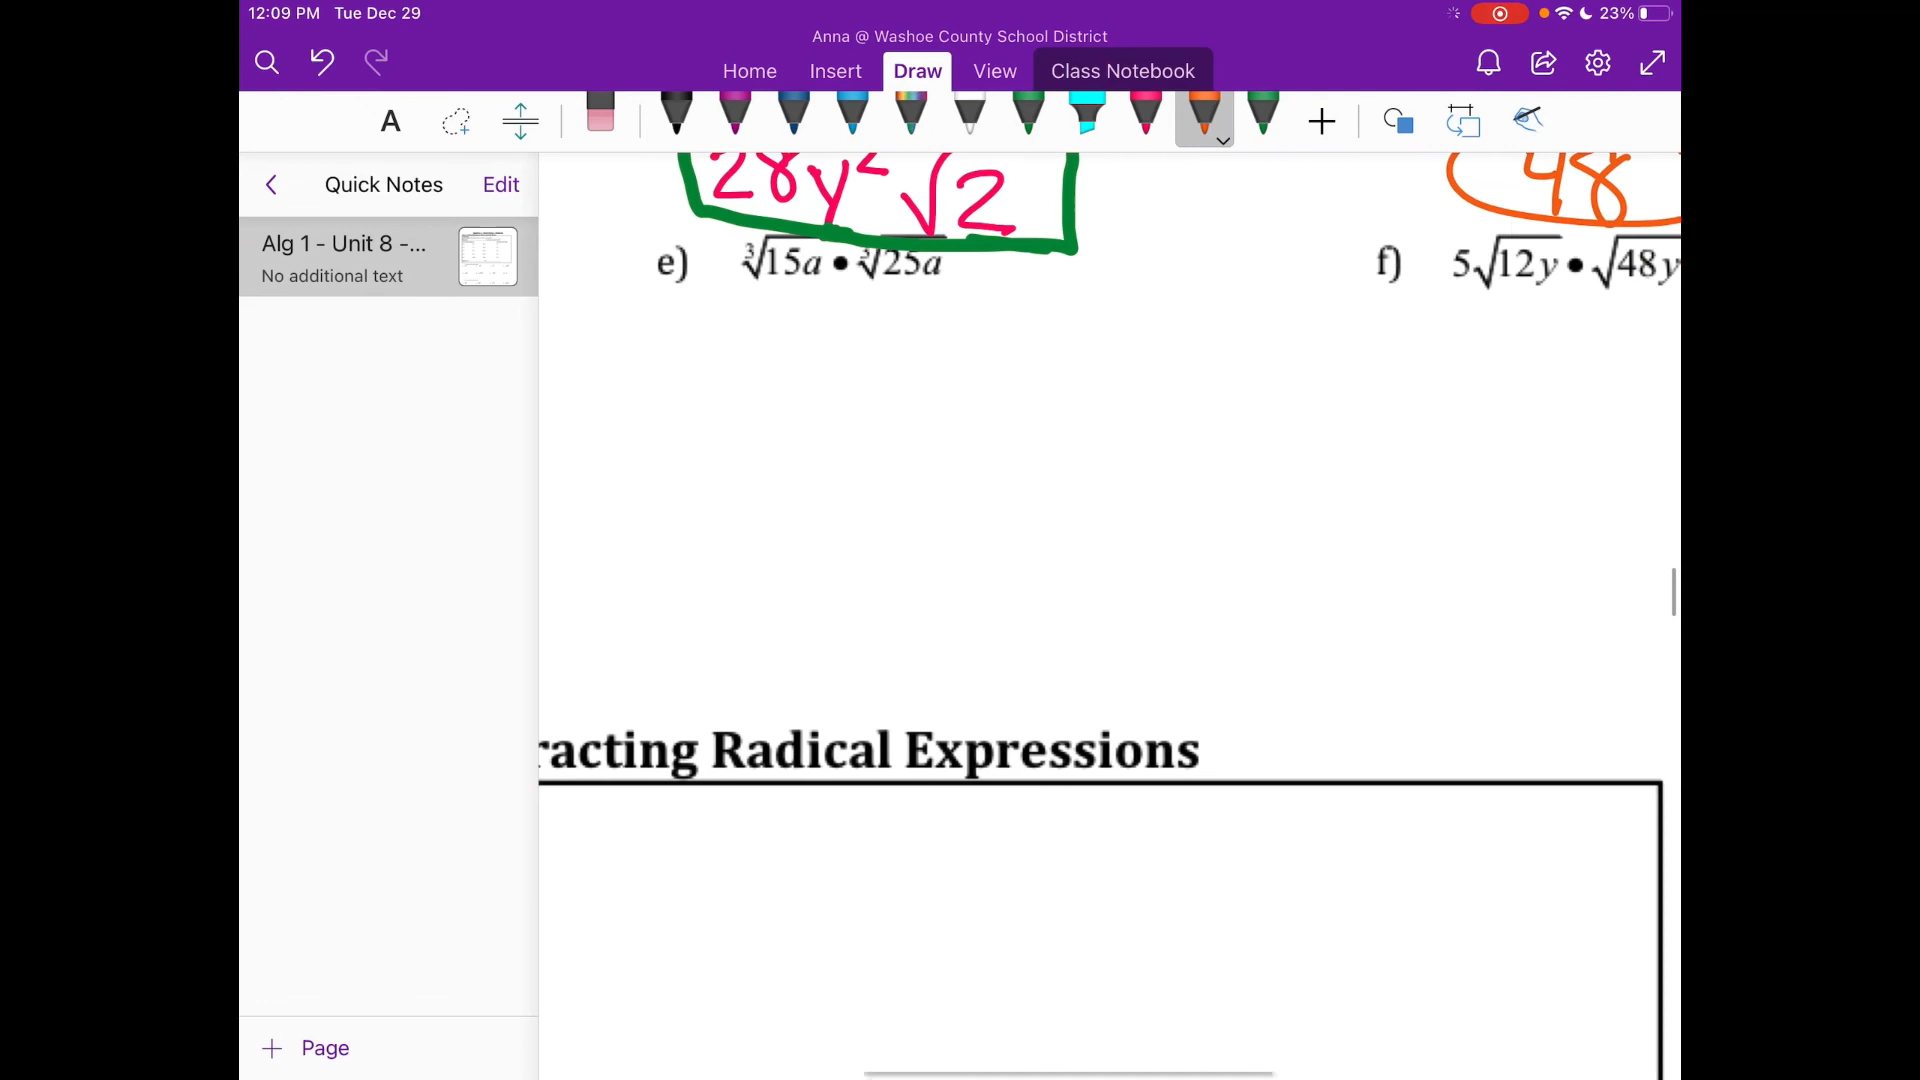 12:09 PM Tue Dec 29
23%
Anna @ Washoe County School District
Home Insert Draw View Class Notebook
A
Quick Notes Edit
Alg 1 - Unit 8 -...
No additional text
28y² √2
48
e) ∛15a • ∛25a
f) 5√12y • √48y
racting Radical Expressions
+ Page